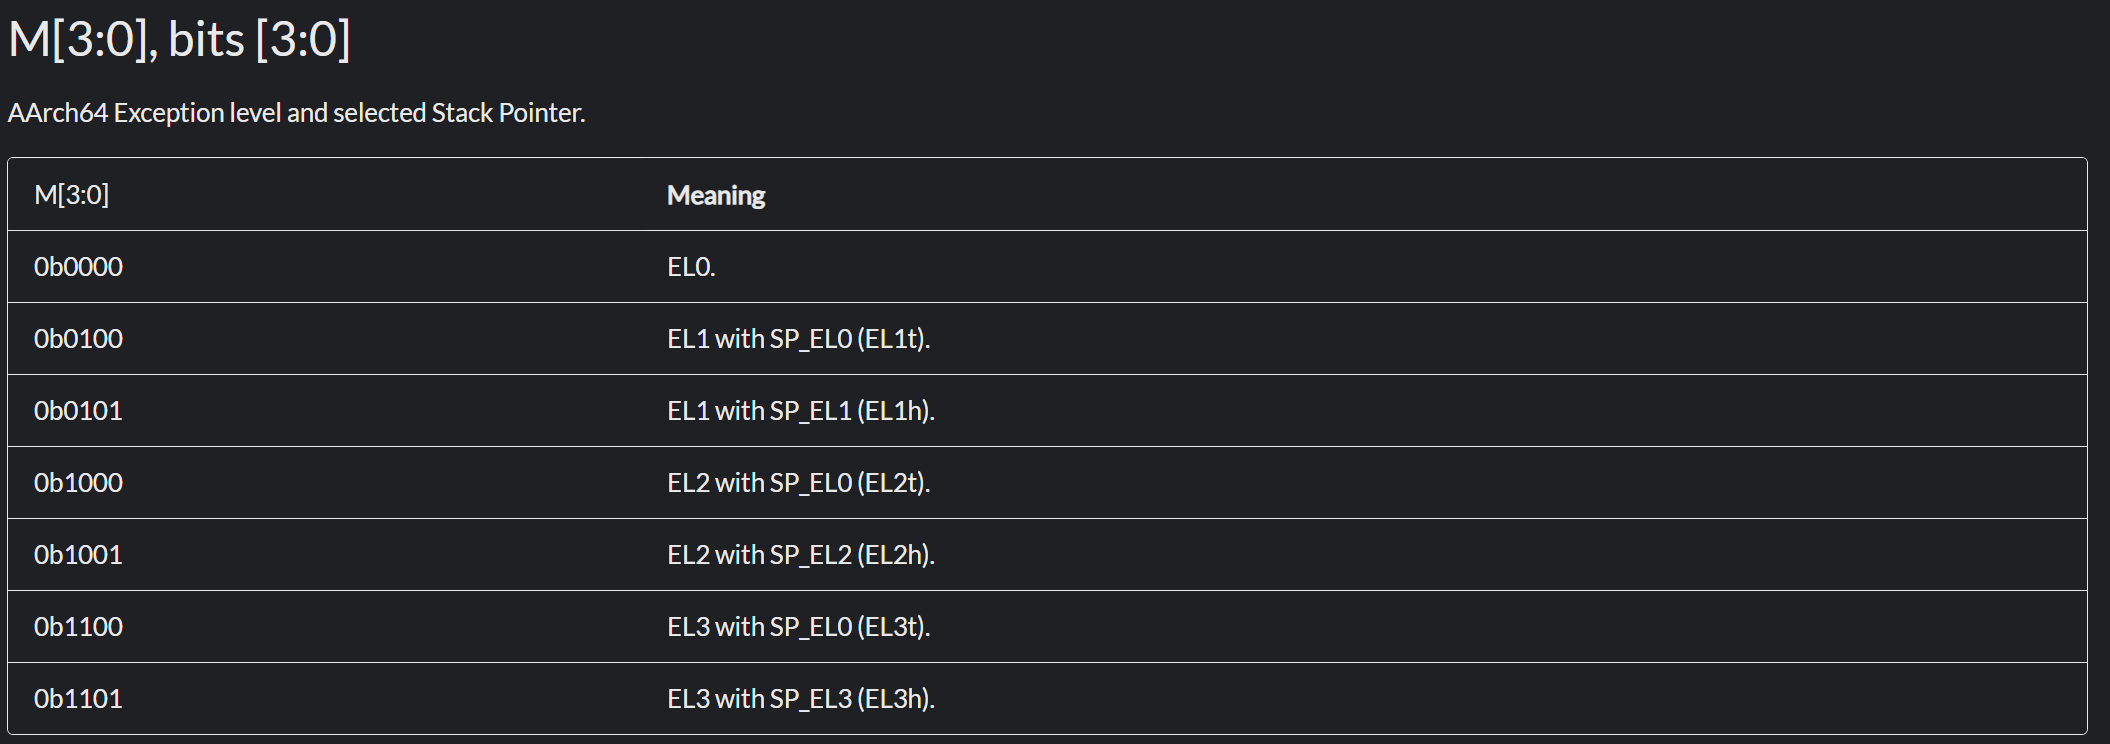 M[3:0], bits [3:0]
AArch64 Exception level and selected Stack Pointer.
M[3:0] Meaning
0b0000 EL0.
0b0100 EL1 with SP_EL0 (EL1t).
0b0101 EL1 with SP_EL1 (EL1h).
0b1000 EL2 with SP_EL0 (EL2t).
0b1001 EL2 with SP_EL2 (EL2h).
0b1100 EL3 with SP_EL0 (EL3t).
0b1101 EL3 with SP_EL3 (EL3h).